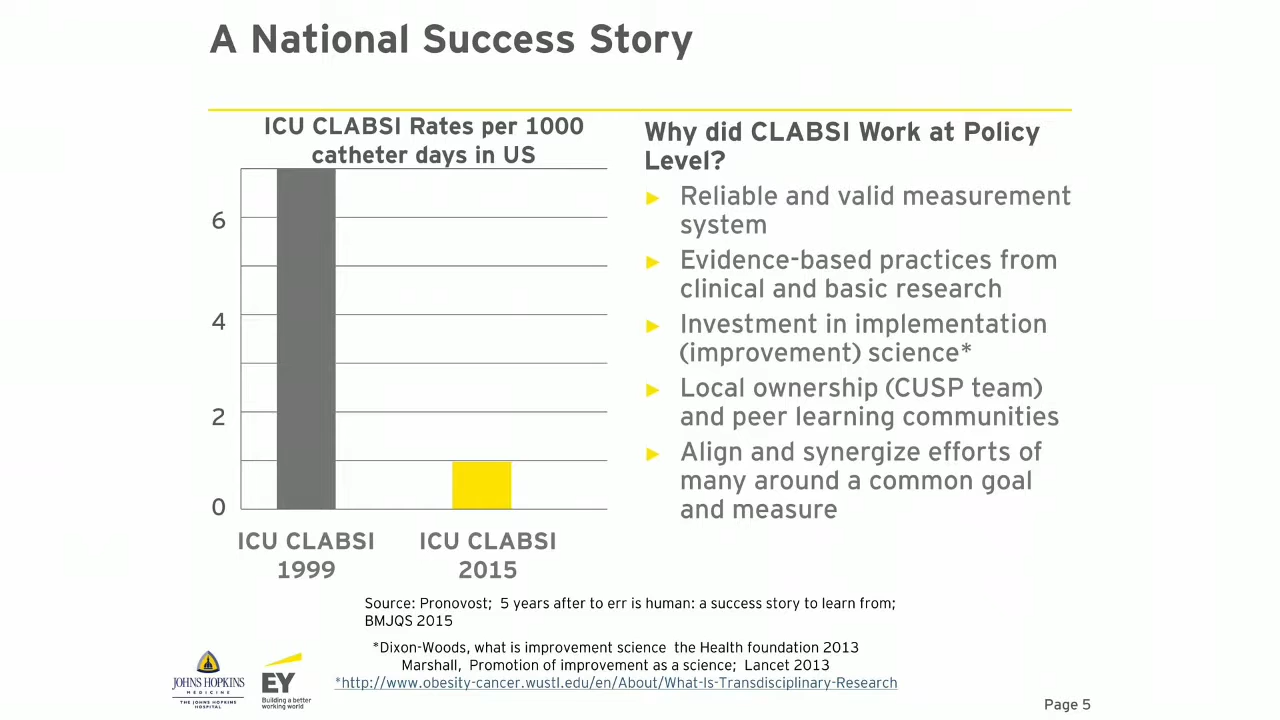 A National Success Story
ICU CLABSI Rates per 1000
catheter days in US
6
4
2
0
ICU CLABSI
1999
ICU CLABSI
2015
Why did CLABSI Work at Policy
Level?
► Reliable and valid measurement
system
► Evidence-based practices from
clinical and basic research
► Investment in implementation
(improvement) science*
► Local ownership (CUSP team)
and peer learning communities
► Align and synergize efforts of
many around a common goal
and measure
Source: Pronovost; 5 years after to err is human: a success story to learn from;
BMJQS 2015
*Dixon-Woods, what is improvement science the Health foundation 2013
Marshall, Promotion of improvement as a science; Lancet 2013
*http://www.obesity-cancer.wustl.edu/en/About/What-Is-Transdisciplinary-Research
JOHNS HOPKINS
MEDICINE
THE JOHNS HOPKINS
HOSPITAL
EY
Building a better
working world
Page 5